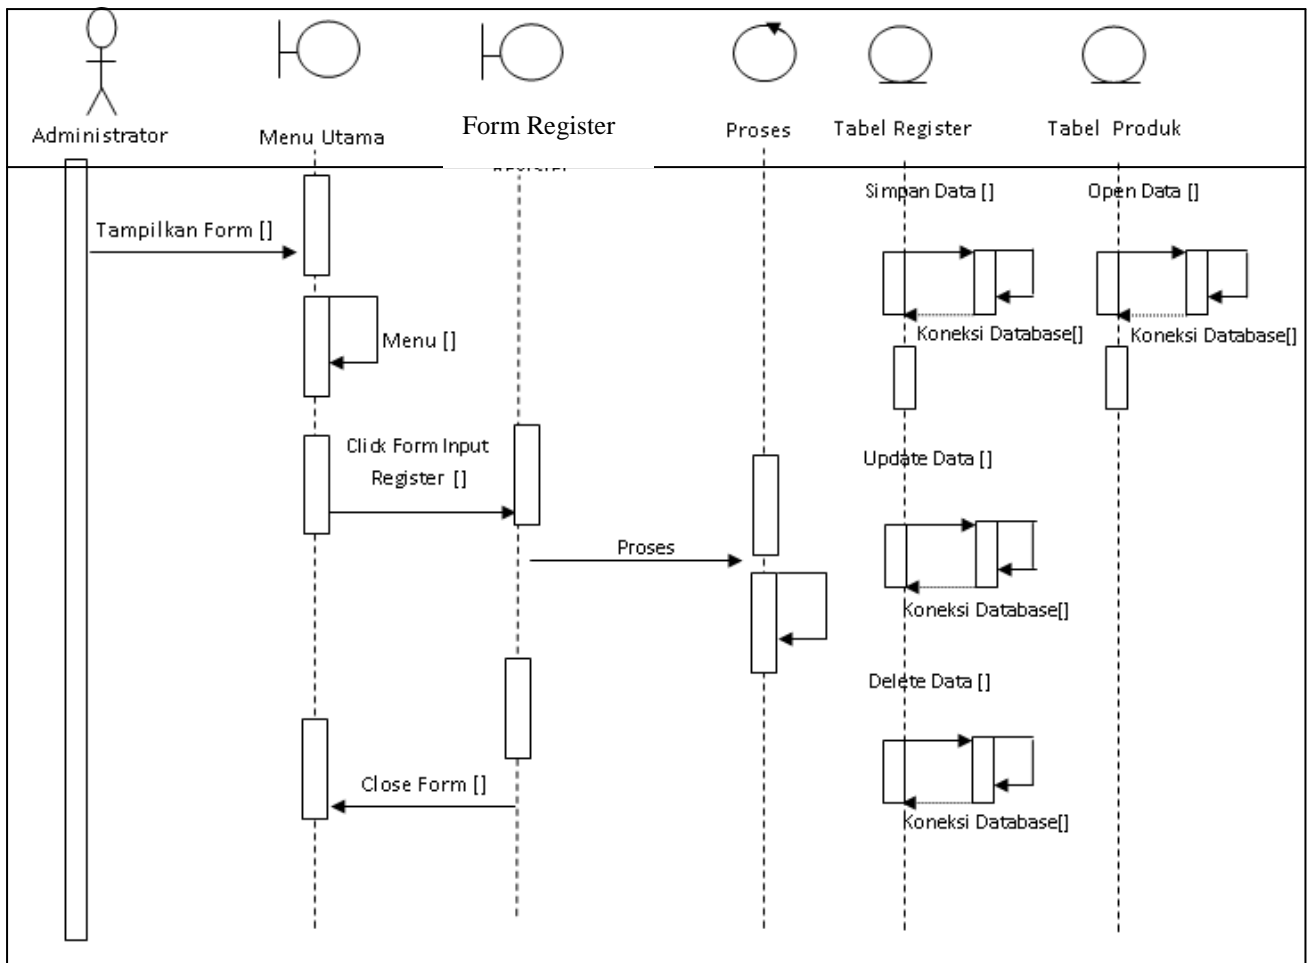 Administrator
Menu Utama
Form Register
Proses
Tabel Register
Tabel Produk
Simpan Data []
Open Data []
Tampilkan Form []
Koneksi Database[]
Koneksi Database[]
Menu []
Click Form Input
Register []
Update Data []
Proses
Koneksi Database[]
Delete Data []
Close Form []
Koneksi Database[]